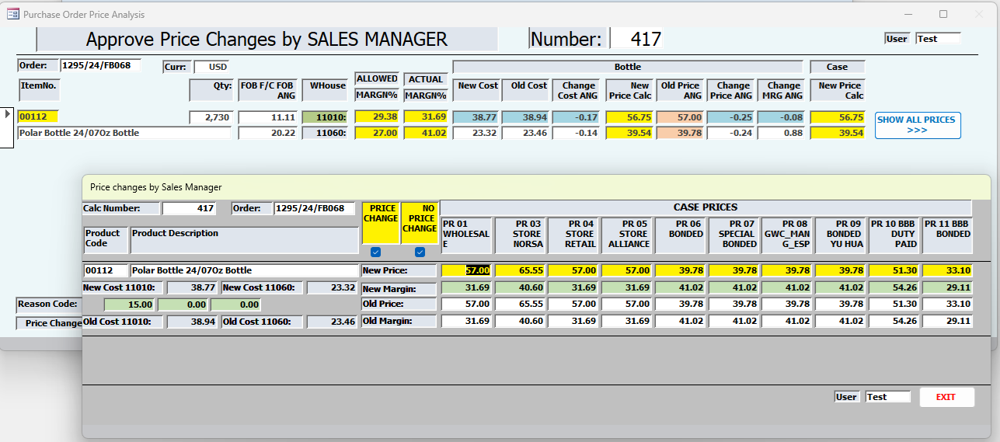 Purchase Order Price Analysis
Approve Price Changes by SALES MANAGER Number: 417 User Test
Order: 1295/24/FB068 Curr: USD Bottle Case
ItemNo. Qty: FOB F/C FOB ANG WHouse ALLOWED MARGN% ACTUAL MARGN% New Cost Old Cost Change Cost ANG New Price Calc Old Price ANG Change Price ANG Change MRG ANG New Price Calc
00112 2,730 11.11 11010: 29.38 31.69 38.77 38.94 -0.17 56.75 57.00 -0.25 -0.08 56.75
Polar Bottle 24/07Oz Bottle 20.22 11060: 27.00 41.02 23.32 23.46 -0.14 39.54 39.78 -0.24 0.88 39.54
SHOW ALL PRICES
>>>
Price changes by Sales Manager
Calc Number: 417 Order: 1295/24/FB068 PRICE CHANGE NO PRICE CHANGE CASE PRICES
Product Code Product Description PR 01 WHOLESALE PR 03 STORE NORSA PR 04 STORE RETAIL PR 05 STORE ALLIANCE PR 06 BONDED PR 07 SPECIAL BONDED PR 08 GWC_MANG_ESP PR 09 BONDED YU HUA PR 10 BBB DUTY PAID PR 11 BBB BONDED
00112 Polar Bottle 24/07Oz Bottle New Price: 57.00 65.55 57.00 57.00 39.78 39.78 39.78 39.78 51.30 33.10
New Cost 11010: 38.77 New Cost 11060: 23.32 New Margin: 31.69 40.60 31.69 31.69 41.02 41.02 41.02 41.02 54.26 29.11
Reason Code: 15.00 0.00 0.00 Old Price: 57.00 65.55 57.00 57.00 39.78 39.78 39.78 39.78 51.30 33.10
Price Change Old Cost 11010: 38.94 Old Cost 11060: 23.46 Old Margin: 31.69 40.60 31.69 31.69 41.02 41.02 41.02 41.02 54.26 29.11
User Test EXIT